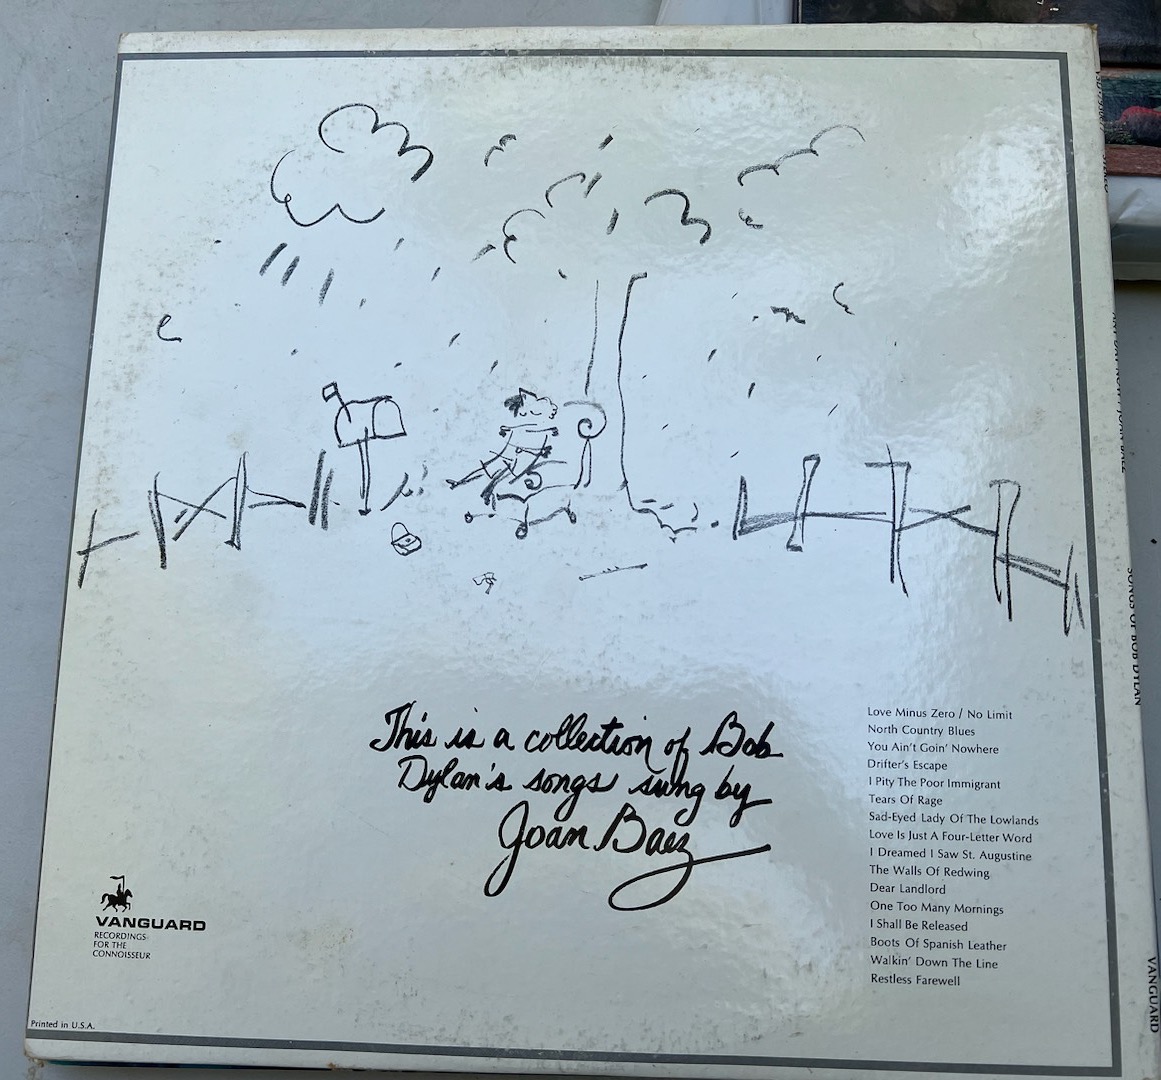 This is a collection of Bob
Dylan's songs sung by
Joan Baez
Love Minus Zero / No Limit
North Country Blues
You Ain't Goin' Nowhere
Drifter's Escape
I Pity The Poor Immigrant
Tears Of Rage
Sad-Eyed Lady Of The Lowlands
Love Is Just A Four-Letter Word
I Dreamed I Saw St. Augustine
The Walls Of Redwing
Dear Landlord
One Too Many Mornings
I Shall Be Released
Boots Of Spanish Leather
Walkin' Down The Line
Restless Farewell
VANGUARD
RECORDINGS
FOR THE
CONNOISSEUR
Printed in U.S.A.
SONGS OF BOB DYLAN
VANGUARD